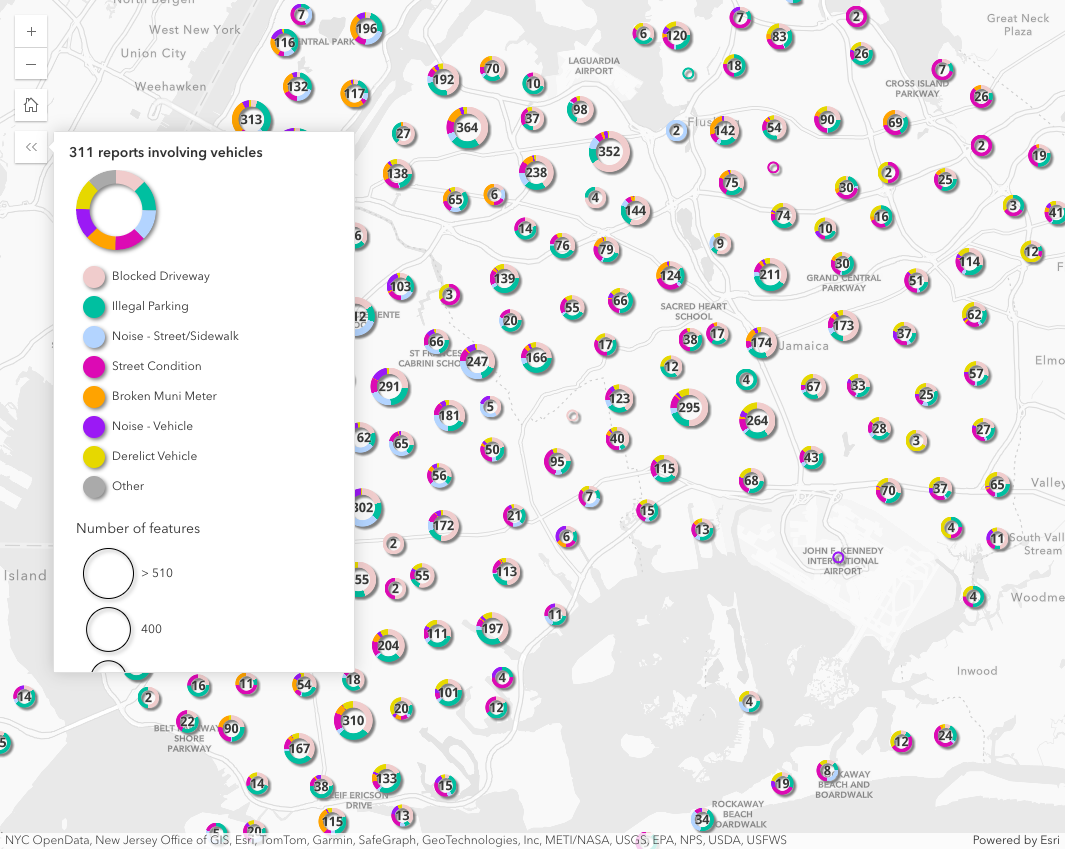 North Bergen
West New York
Union City
Weehawken
CENTRAL PARK
LAGUARDIA
AIRPORT
Great Neck
Plaza
CROSS ISLAND
PARKWAY
7
196
116
132
117
313
192
70
10
6
120
7
83
2
26
18
7
26
27
364
37
98
2
142
54
90
69
2
19
352
138
238
65
6
4
144
75
30
2
25
14
76
79
9
74
10
16
3
41
12
311 reports involving vehicles
Blocked Driveway
Illegal Parking
Noise - Street/Sidewalk
Street Condition
Broken Muni Meter
Noise - Vehicle
Derelict Vehicle
Other
Number of features
> 510
400
103
3
139
20
55
66
124
211
30
GRAND CENTRAL
PARKWAY
51
114
62
SACRED HEART
SCHOOL
66
ST FRANCES
CABRINI SCHOOL
247
166
17
38
17
174
Jamaica
173
37
Elmo
291
181
5
12
4
123
295
264
67
33
25
57
62
65
50
56
95
40
115
68
43
28
3
27
302
172
21
7
15
13
70
37
65
Valley
2
6
4
11
South Vall
Stream
JOHN F. KENNEDY
INTERNATIONAL
AIRPORT
55
2
55
113
4
Woodme
Island
11
204
111
197
Inwood
14
2
16
11
54
18
4
101
12
20
4
22
90
310
BELT PARKWAY
SHORE
PARKWAY
167
12
24
14
38
133
15
LEIF ERICSON
DRIVE
19
8
ROCKAWAY
BEACH AND
BOARDWALK
115
13
34
ROCKAWAY
BEACH
BOARDWALK
5
20
NYC OpenData, New Jersey Office of GIS, Esri, TomTom, Garmin, SafeGraph, GeoTechnologies, Inc, METI/NASA, USGS, EPA, NPS, USDA, USFWS
Powered by Esri